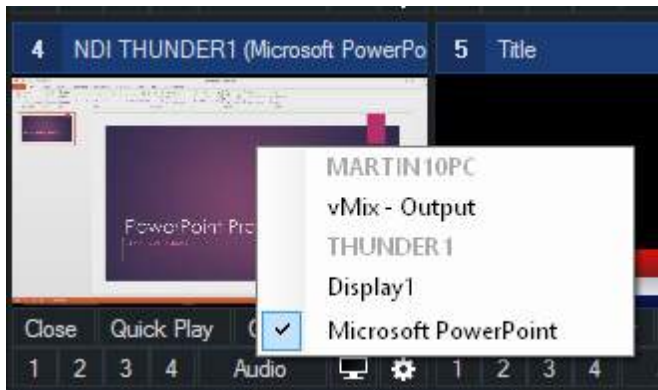 4 NDI THUNDER1 (Microsoft PowerPo
5 Title
PowerPoint Pre
MARTIN10PC
vMix - Output
THUNDER1
Display1
Microsoft PowerPoint
Close Quick Play
1 2 3 4 Audio 1 2 3 4